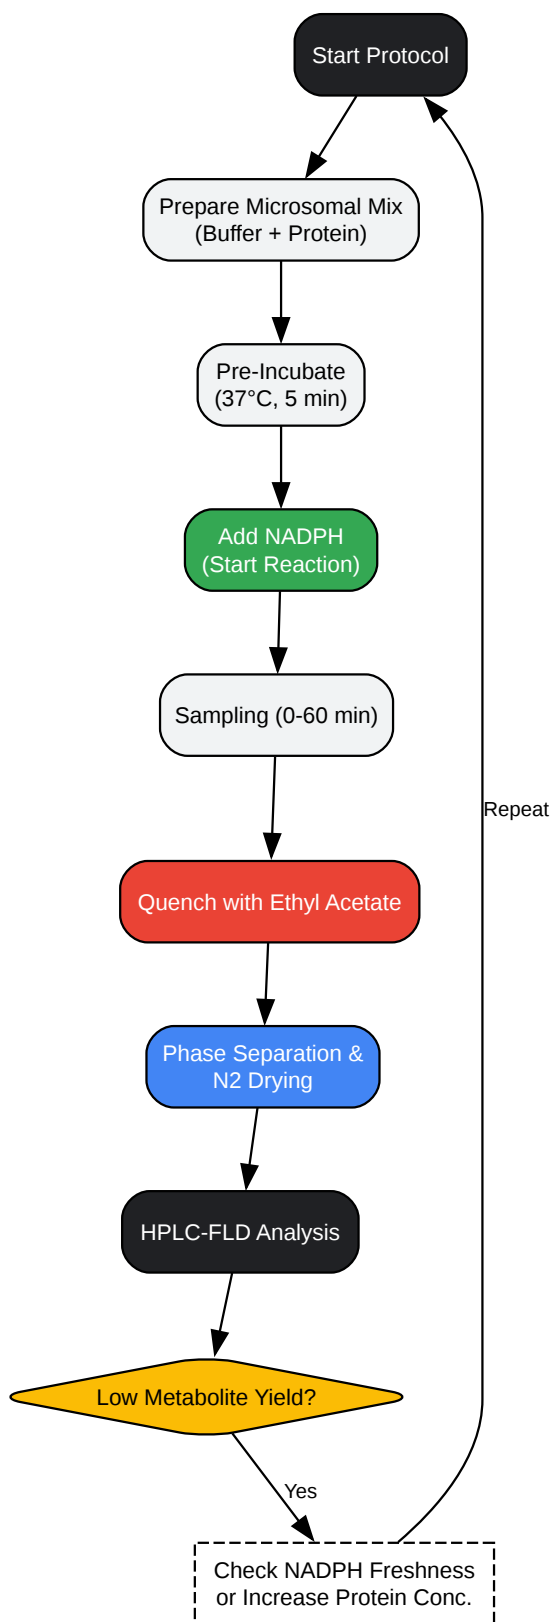 Start Protocol
Prepare Microsomal Mix
(Buffer + Protein)
Pre-Incubate
(37°C, 5 min)
Add NADPH
(Start Reaction)
Sampling (0-60 min)
Repeat
Quench with Ethyl Acetate
Phase Separation &
N2 Drying
HPLC-FLD Analysis
Low Metabolite Yield?
Yes
Check NADPH Freshness
or Increase Protein Conc.